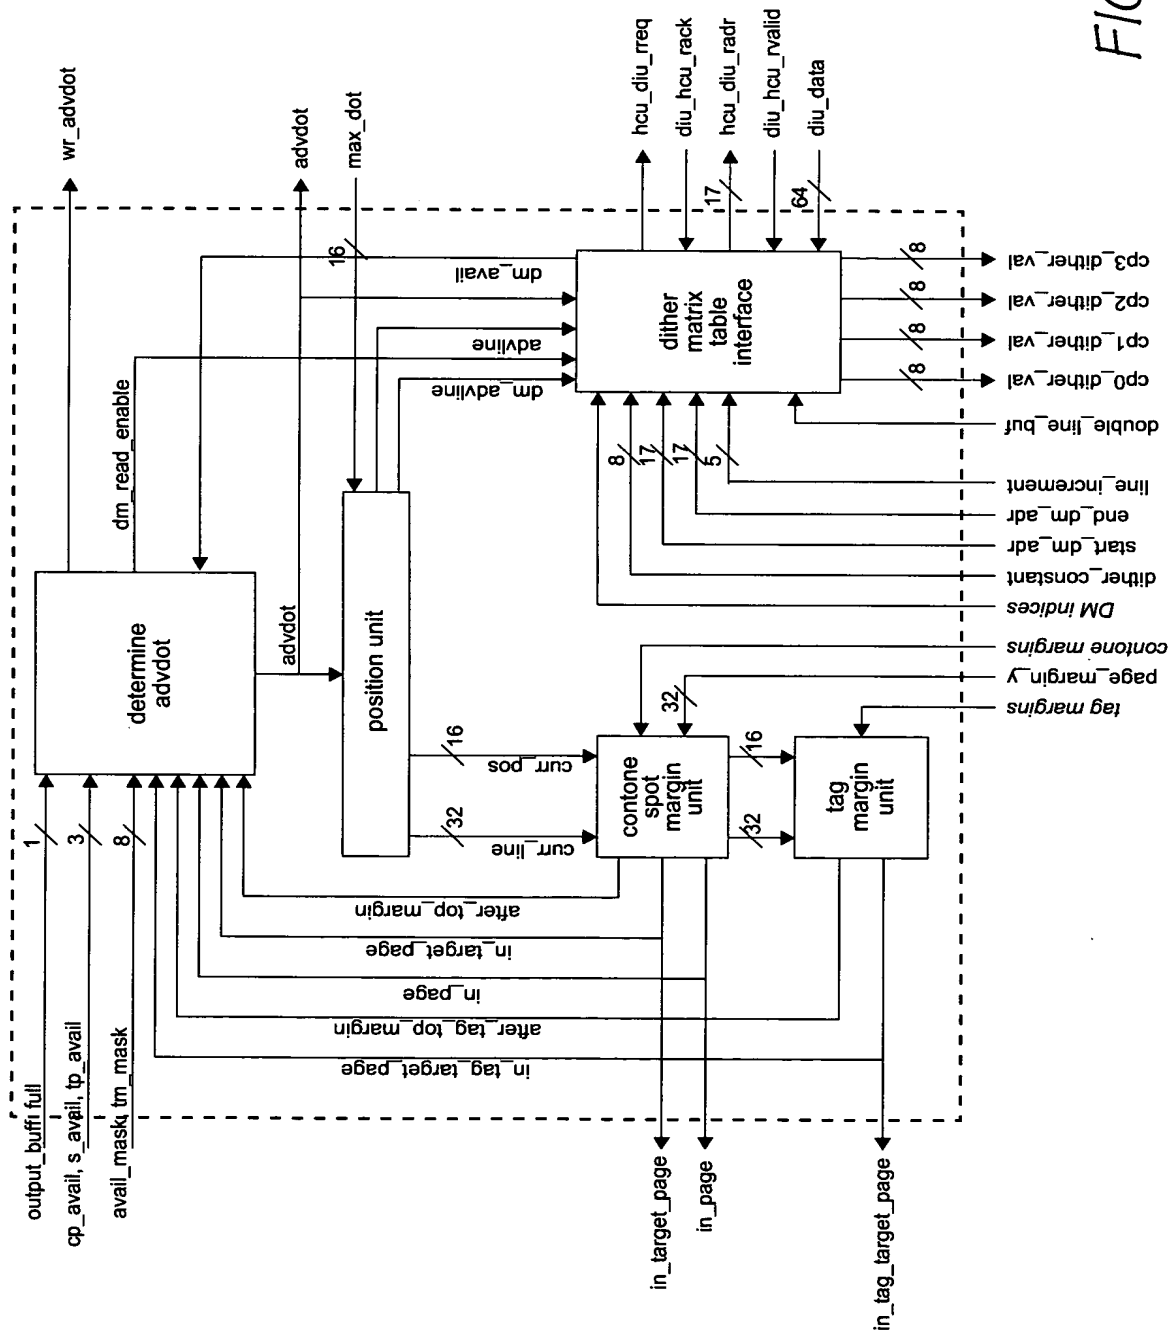 FIG
wr_advdot
advdot
max_dot
hcu_diu_rreq
diu_hcu_rack
hcu_diu_radr
17
diu_hcu_rvalid
diu_data
64
16
dm_avail
advline
dm_advline
dm_read_enable
determine
advdot
advdot
position unit
dither
matrix
table
interface
8
8
8
8
cp3_dither_val
cp2_dither_val
cp1_dither_val
cp0_dither_val
double_line_buf
line_increment
end_dm_adr
start_dm_adr
dither_constant
DM indices
8
17
17
5
contone margins
page_margin_y
tag margins
32
16
curr_pos
32
curr_line
contone
spot
margin
unit
16
32
tag
margin
unit
after_top_margin
in_target_page
in_page
after_tag_top_margin
in_tag_target_page
1
3
8
output_buff_full
cp_avail, s_avail, tp_avail
avail_mask, tm_mask
in_target_page
in_page
in_tag_target_page